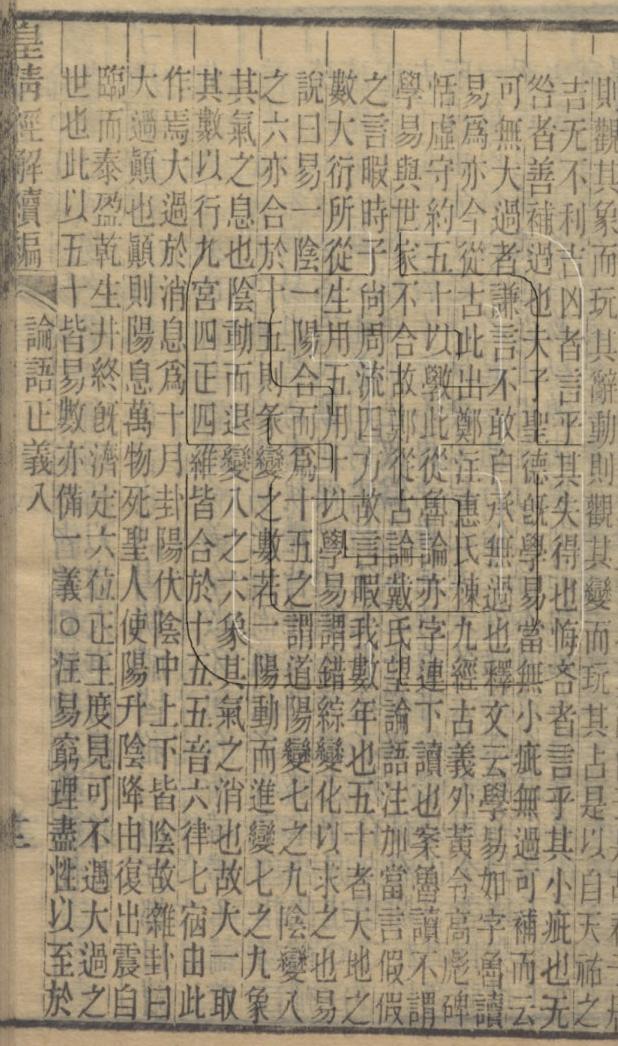 則觀其象而玩其辭動則觀其變而玩其占是以自天祐之
吉无不利吉凶者言乎其失得也悔吝者言乎其小疵也无
咎者善補過也夫子聖德旣學易當無小疵無過可補而云
可無大過者謙言不敢自承無過也釋文云學易如字魯讀
易爲亦今從古此出鄭注惠氏棟九經古義外黃令高彪碑
恬虛守約五十以斆此從魯論亦字連下讀也案魯讀不謂
學易與世家不合故鄭從古論戴氏望論語注加當言假假
之言暇時子尙周流四方故言暇我數年也五十者天地之
數大衍所從生用五用十以學易謂錯綜變化以求之也易
說曰易一陰一陽合而爲十五之謂道陽變七之九陰變八
之六亦合於十五則象變之數若一陽動而進變七之九象
其氣之息也陰動而退變八之六象其氣之消也故大一取
其數以行九宮四正四維皆合於十五五音六律七宿由此
作焉大過於消息爲十月卦陽伏陰中上下皆陰故雜卦曰
大過顚也顚則陽息萬物死聖人使陽升陰降由復出震自
臨而泰盈乾生井終旣濟定六位正王度見可不遇大過之
世也此以五十皆易數亦備一義○注易窮理盡性以至於
皇淸經解續編
論語正義八